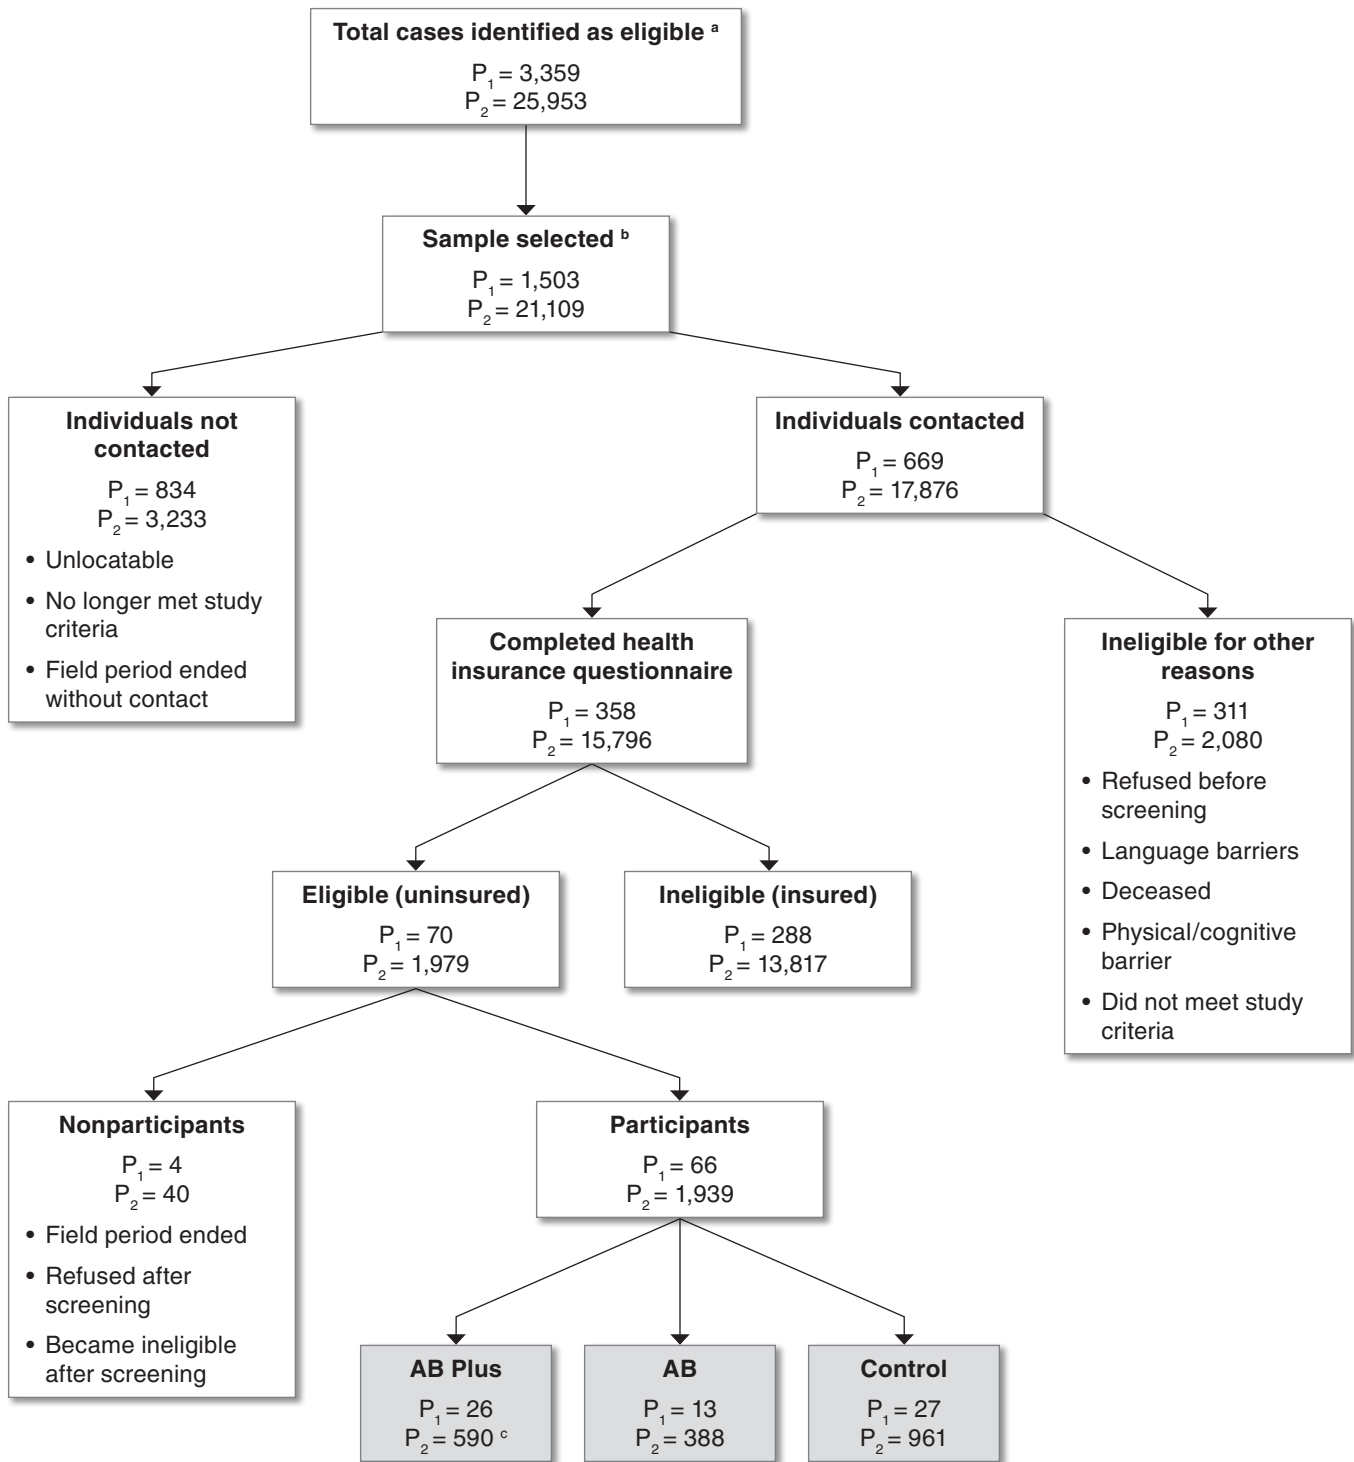 Total cases identified as eligible a
P1 = 3,359
P2 = 25,953
Sample selected b
P1 = 1,503
P2 = 21,109
Individuals not
contacted
P1 = 834
P2 = 3,233
• Unlocatable
• No longer met study
criteria
• Field period ended
without contact
Individuals contacted
P1 = 669
P2 = 17,876
Completed health
insurance questionnaire
P1 = 358
P2 = 15,796
Ineligible for other
reasons
P1 = 311
P2 = 2,080
• Refused before
screening
• Language barriers
• Deceased
• Physical/cognitive
barrier
• Did not meet study
criteria
Eligible (uninsured)
P1 = 70
P2 = 1,979
Ineligible (insured)
P1 = 288
P2 = 13,817
Nonparticipants
P1 = 4
P2 = 40
• Field period ended
• Refused after
screening
• Became ineligible
after screening
Participants
P1 = 66
P2 = 1,939
AB Plus
P1 = 26
P2 = 590 c
AB
P1 = 13
P2 = 388
Control
P1 = 27
P2 = 961